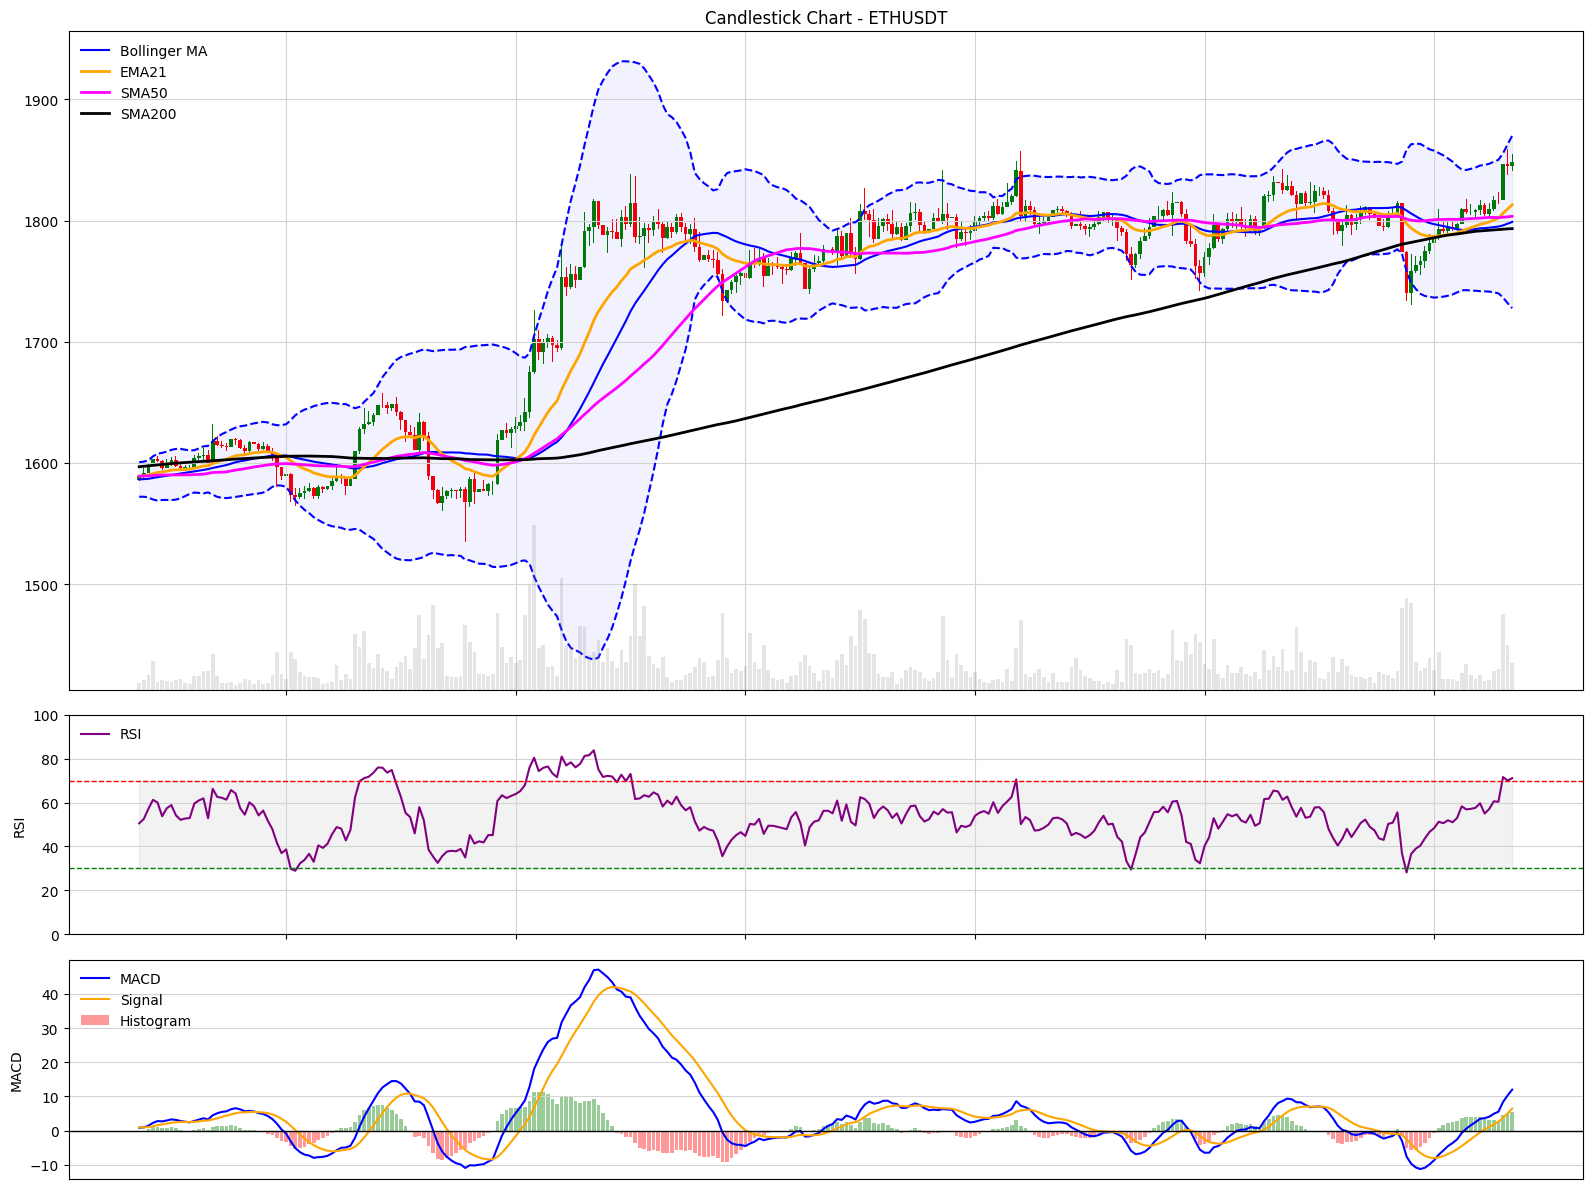 Candlestick Chart - ETHUSDT
Bollinger MA
EMA21
SMA50
SMA200
1900
1800
1700
1600
1500
RSI
100
80
60
40
20
0
RSI
MACD
Signal
Histogram
40
30
20
10
0
−10
MACD